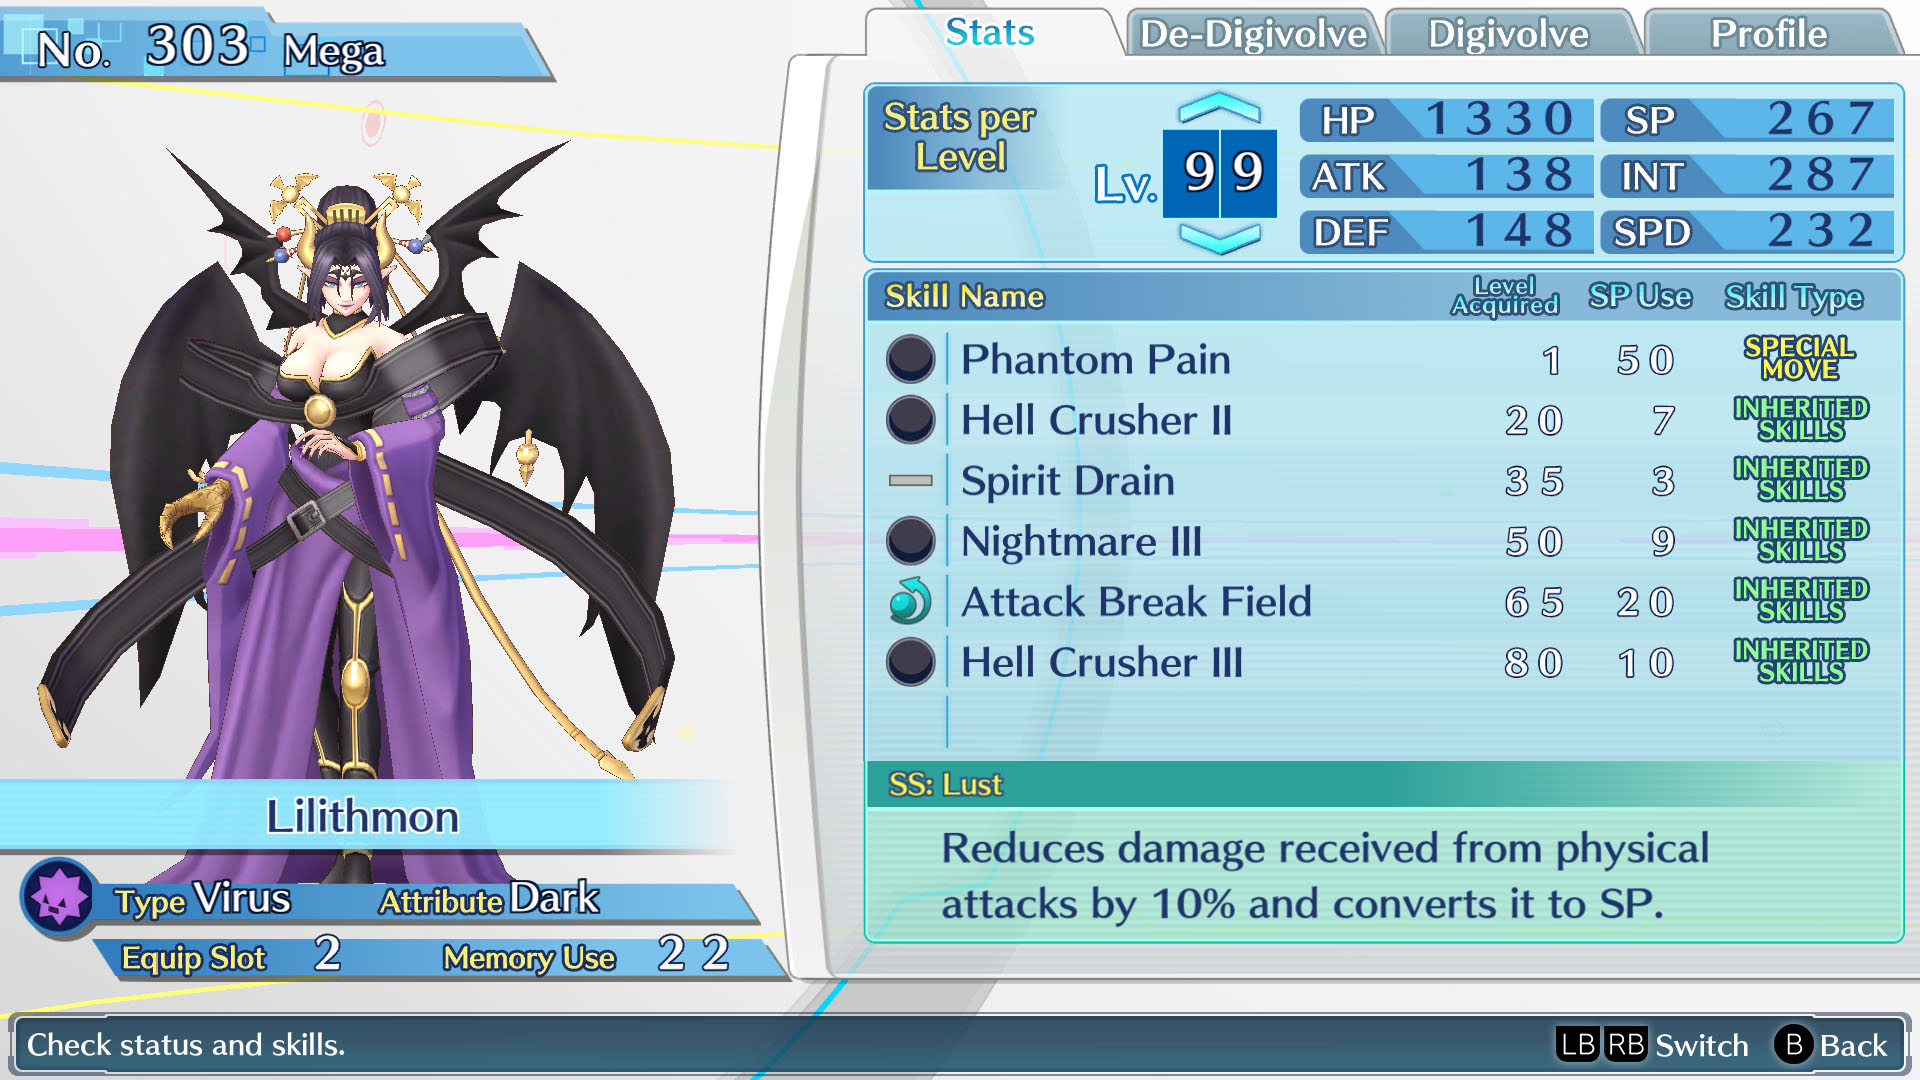 No. 303 Mega
Stats
De-Digivolve
Digivolve
Profile
Stats per
Level
Lv. 99
HP 1330
SP 267
ATK 138
INT 287
DEF 148
SPD 232
Skill Name
Level
Acquired
SP Use
Skill Type
Phantom Pain 1 50 SPECIAL
MOVE
Hell Crusher II 20 7 INHERITED
SKILLS
Spirit Drain 35 3 INHERITED
SKILLS
Nightmare III 50 9 INHERITED
SKILLS
Attack Break Field 65 20 INHERITED
SKILLS
Hell Crusher III 80 10 INHERITED
SKILLS
SS: Lust
Reduces damage received from physical
attacks by 10% and converts it to SP.
Lilithmon
Type Virus Attribute Dark
Equip Slot 2 Memory Use 22
Check status and skills.
LB RB Switch B Back